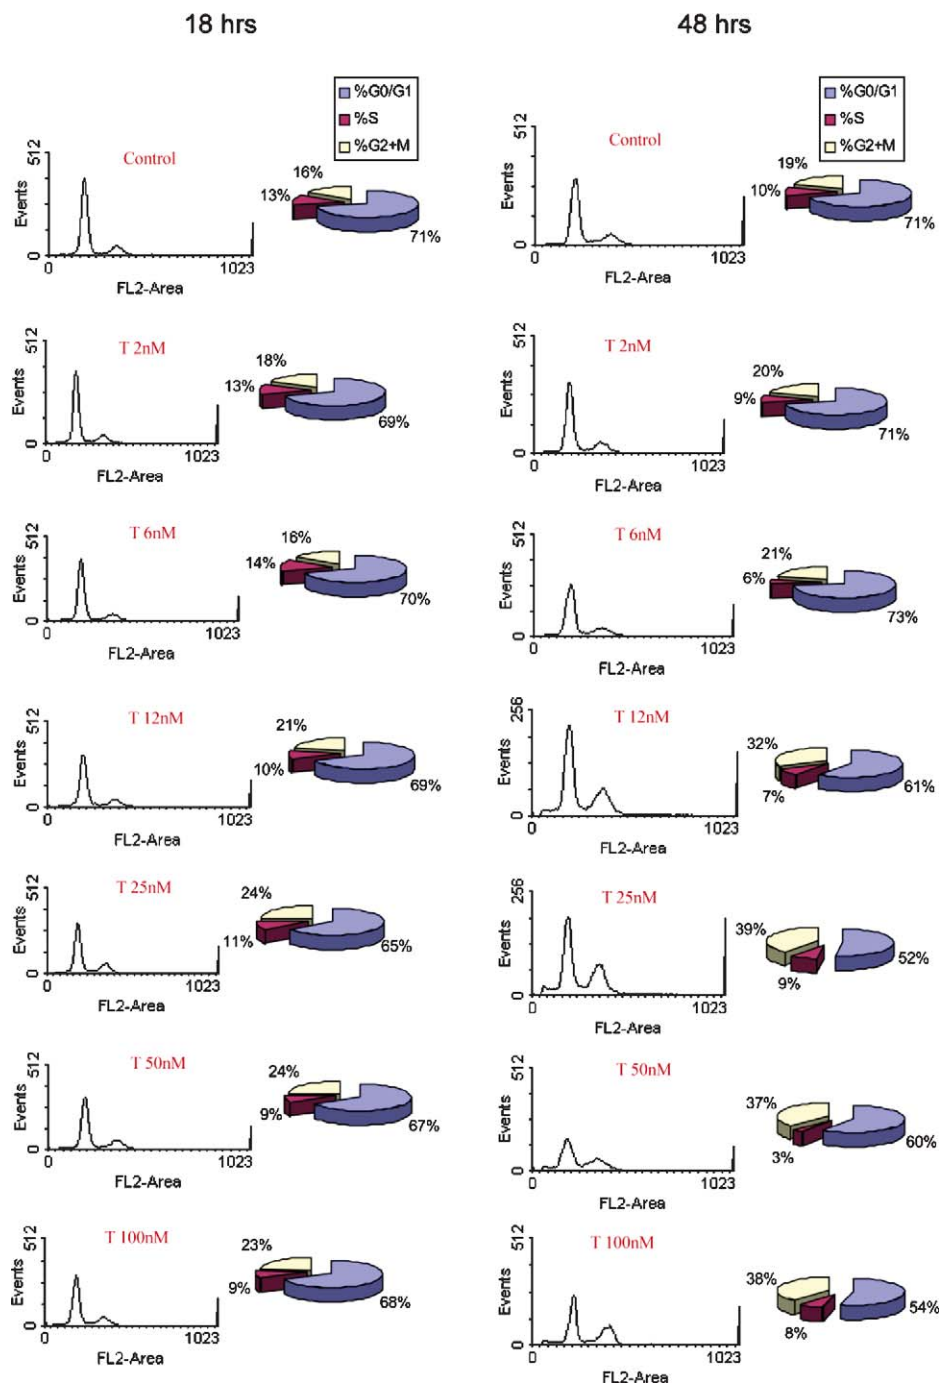 18 hrs
48 hrs
%G0/G1
%S
%G2+M
Control
512
Events
0
0
1023
FL2-Area
16%
13%
71%
%G0/G1
%S
%G2+M
Control
512
Events
0
0
1023
FL2-Area
19%
10%
71%
T 2nM
512
Events
0
0
1023
FL2-Area
18%
13%
69%
T 2nM
512
Events
0
0
1023
FL2-Area
20%
9%
71%
T 6nM
512
Events
0
0
1023
FL2-Area
16%
14%
70%
T 6nM
512
Events
0
0
1023
FL2-Area
21%
6%
73%
T 12nM
512
Events
0
0
1023
FL2-Area
21%
10%
69%
T 12nM
256
Events
0
0
1023
FL2-Area
32%
7%
61%
T 25nM
512
Events
0
0
1023
FL2-Area
24%
11%
65%
T 25nM
256
Events
0
0
1023
FL2-Area
39%
9%
52%
T 50nM
512
Events
0
0
1023
FL2-Area
24%
9%
67%
T 50nM
512
Events
0
0
1023
FL2-Area
37%
3%
60%
T 100nM
512
Events
0
0
1023
FL2-Area
23%
9%
68%
T 100nM
512
Events
0
0
1023
FL2-Area
38%
8%
54%